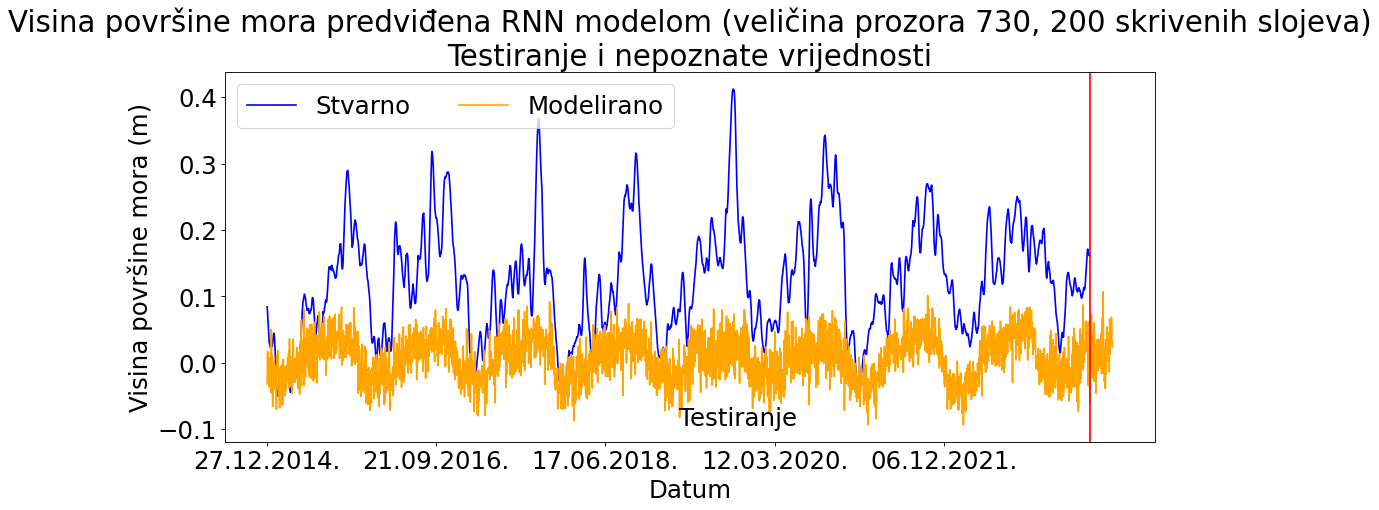 Visina površine mora predviđena RNN modelom (veličina prozora 730, 200 skrivenih slojeva)
Testiranje i nepoznate vrijednosti
Stvarno Modelirano
Visina površine mora (m)
0.4
0.3
0.2
0.1
0.0
−0.1
Testiranje
27.12.2014. 21.09.2016. 17.06.2018. 12.03.2020. 06.12.2021.
Datum